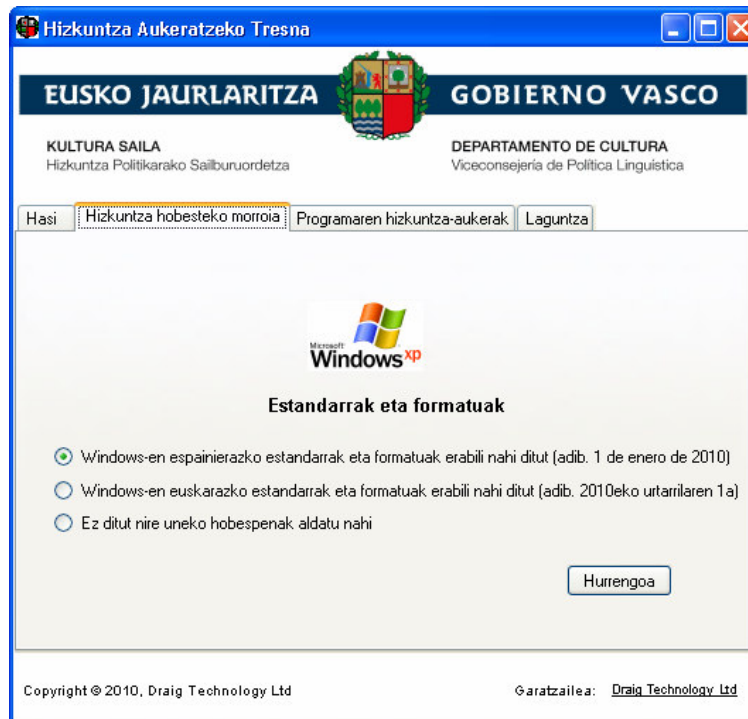 Hizkuntza Aukeratzeko Tresna
EUSKO JAURLARITZA GOBIERNO VASCO
KULTURA SAILA DEPARTAMENTO DE CULTURA
Hizkuntza Politikarako Sailburuordetza Viceconsejería de Política Linguistica
Hasi Hizkuntza hobesteko morroia Programaren hizkuntza-aukerak Laguntza
Microsoft
Windows xp
Estandarrak eta formatuak
Windows-en espainierazko estandarrak eta formatuak erabili nahi ditut (adib. 1 de enero de 2010)
Windows-en euskarazko estandarrak eta formatuak erabili nahi ditut (adib. 2010eko urtarrilaren 1a)
Ez ditut nire uneko hobespenak aldatu nahi
Hurrengoa
Copyright © 2010, Draig Technology Ltd Garatzailea: Draig Technology Ltd